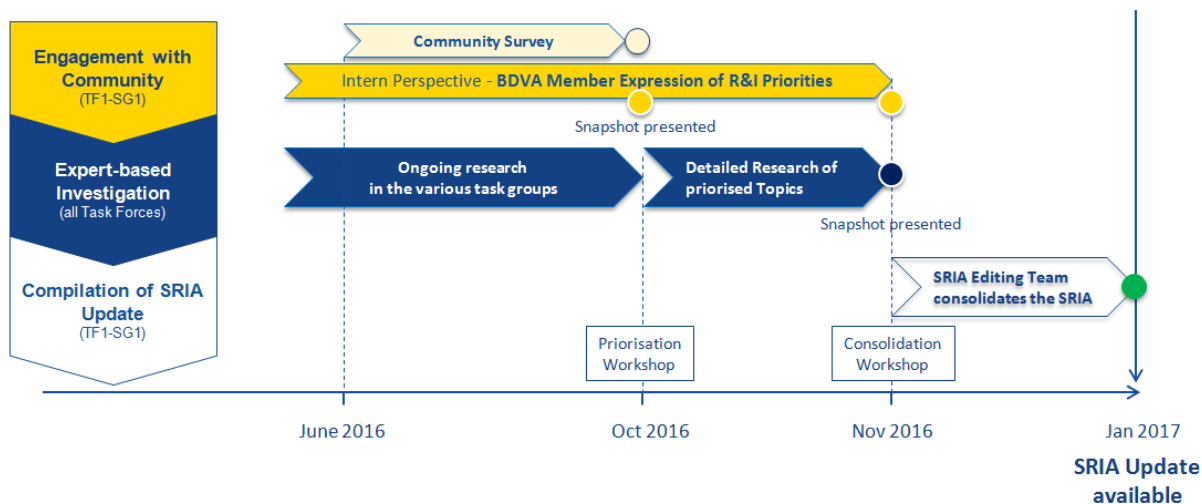 Engagement with
Community
(TF1-SG1)
Expert-based
Investigation
(all Task Forces)
Compilation of SRIA
Update
(TF1-SG1)
Community Survey
Intern Perspective - BDVA Member Expression of R&I Priorities
Snapshot presented
Ongoing research
in the various task groups
Detailed Research of
priorised Topics
Snapshot presented
SRIA Editing Team
consolidates the SRIA
Priorisation
Workshop
Consolidation
Workshop
June 2016
Oct 2016
Nov 2016
Jan 2017
SRIA Update
available